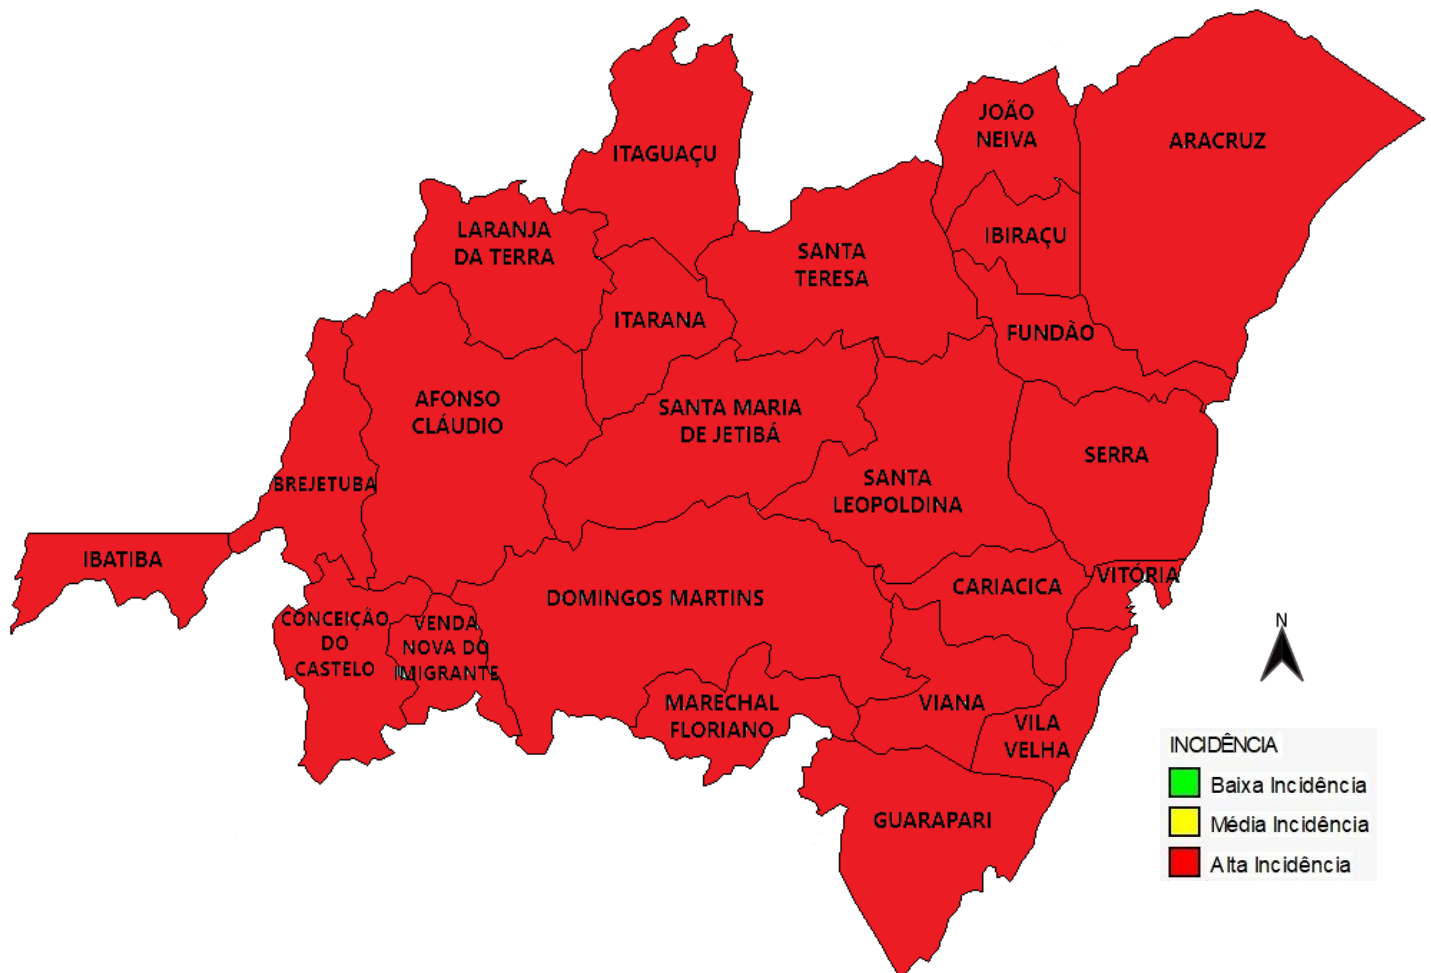 JOÃO
NEIVA
ARACRUZ
ITAGUAÇU
LARANJA
DA TERRA
SANTA
TERESA
IBIRAÇU
ITARANA
FUNDÃO
AFONSO
CLÁUDIO
SANTA MARIA
DE JETIBÁ
SERRA
BREJETUBA
SANTA
LEOPOLDINA
IBATIBA
CARIACICA
VITÓRIA
DOMINGOS MARTINS
CONCEIÇÃO
DO
CASTELO
VENDA
NOVA DO
IMIGRANTE
MARECHAL
FLORIANO
VIANA
VILA
VELHA
GUARAPARI
N
INCIDÊNCIA
Baixa Incidência
Média Incidência
Alta Incidência